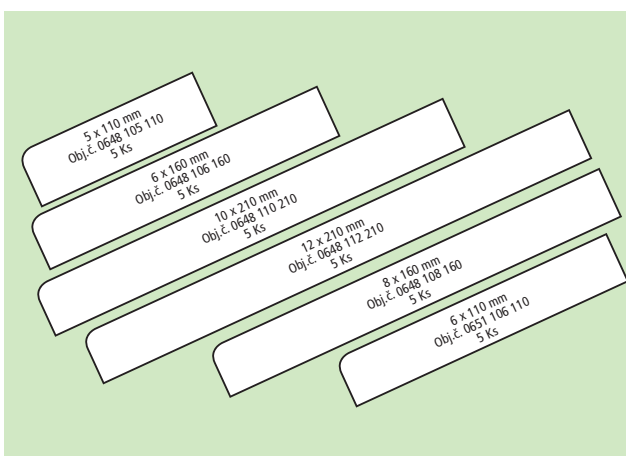 5 x 110 mm
Obj.č. 0648 105 110
5 Ks
6 x 160 mm
Obj.č. 0648 106 160
5 Ks
10 x 210 mm
Obj.č. 0648 110 210
5 Ks
12 x 210 mm
Obj.č. 0648 112 210
5 Ks
8 x 160 mm
Obj.č. 0648 108 160
5 Ks
6 x 110 mm
Obj.č. 0651 106 110
5 Ks